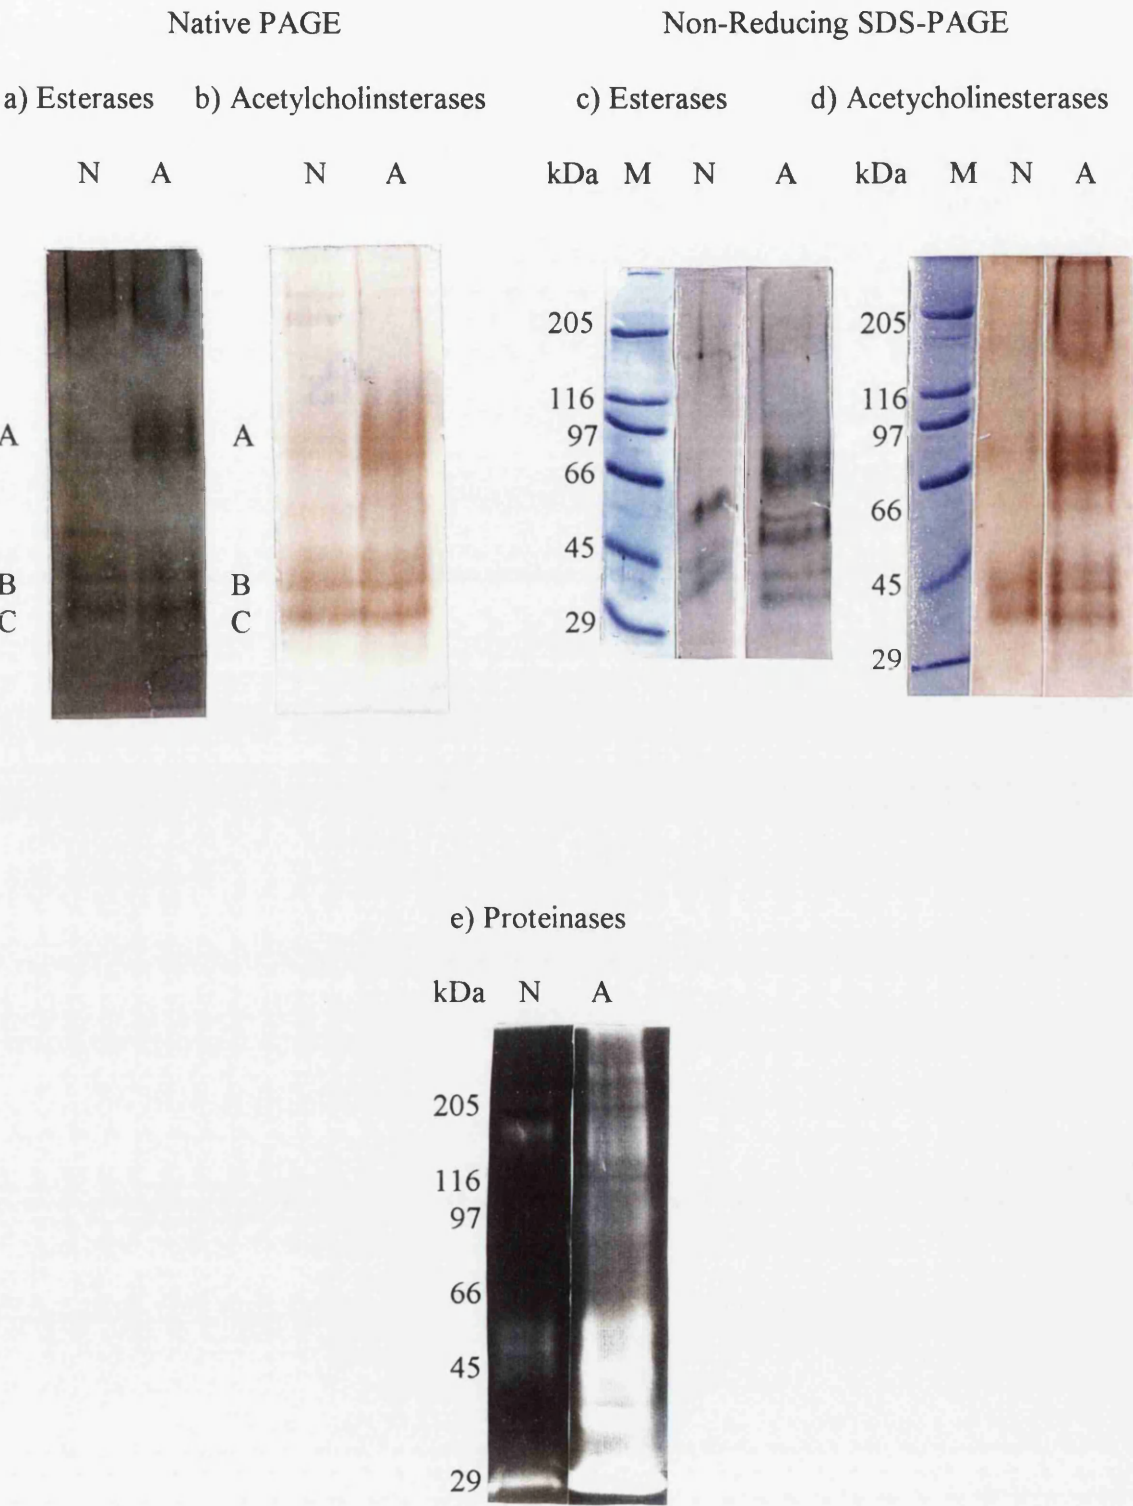 Native PAGE
Non-Reducing SDS-PAGE
a) Esterases
b) Acetylcholinsterases
c) Esterases
d) Acetycholinesterases
N A
N A
kDa M N A
kDa M N A
A
B
C
A
B
C
205
116
97
66
45
29
205
116
97
66
45
29
e) Proteinases
kDa N A
205
116
97
66
45
29